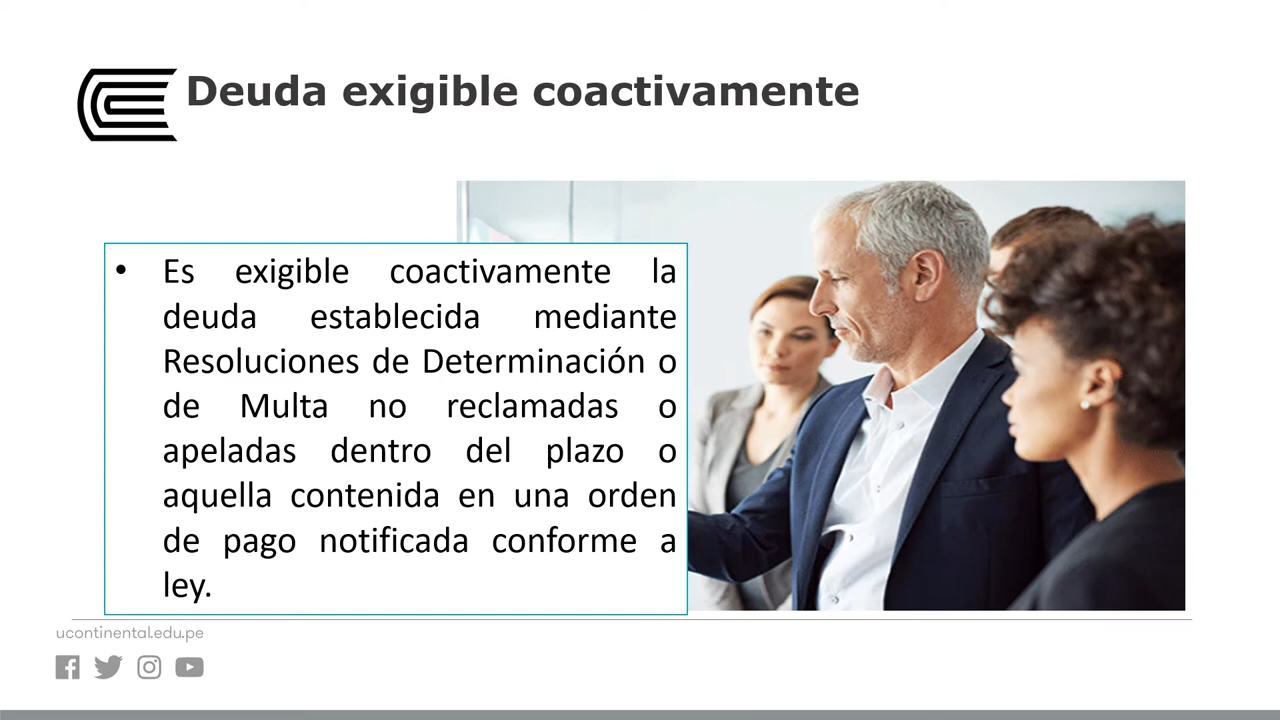 Deuda exigible coactivamente
• Es exigible coactivamente la
deuda establecida mediante
Resoluciones de Determinación o
de Multa no reclamadas o
apeladas dentro del plazo o
aquella contenida en una orden
de pago notificada conforme a
ley.
ucontinental.edu.pe